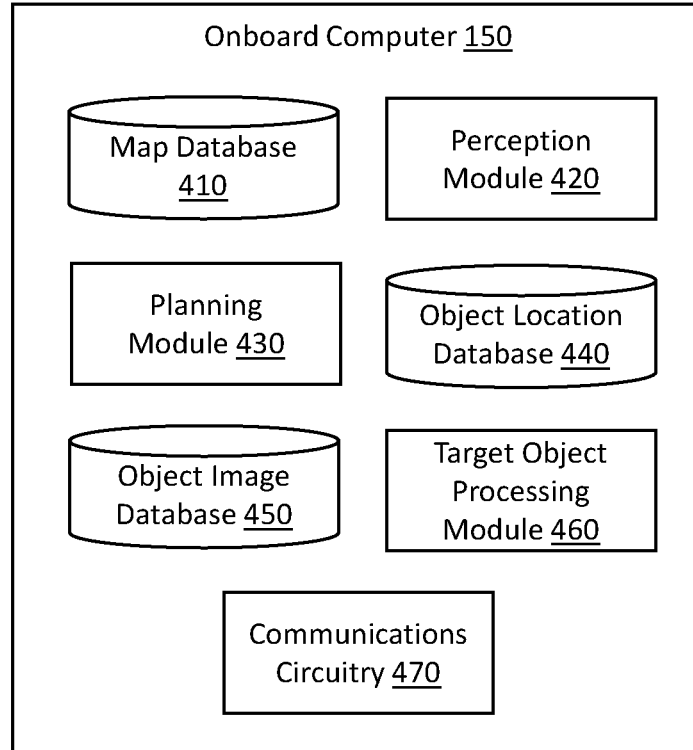 Onboard Computer 150
Map Database
410
Perception
Module 420
Planning
Module 430
Object Location
Database 440
Object Image
Database 450
Target Object
Processing
Module 460
Communications
Circuitry 470